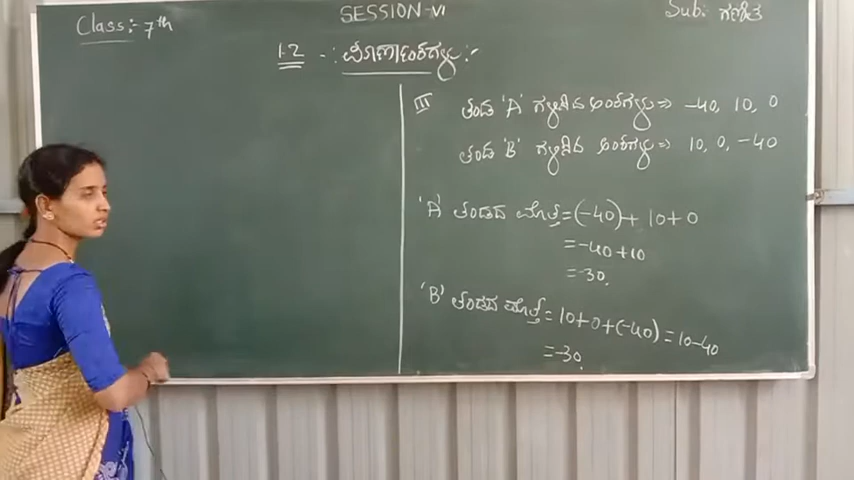 Class:- 7th
SESSION-VI
Sub: ಗಣಿತ
1.2 -: ಪೂರ್ಣಾಂಕಗಳು :-
III ತಂಡ 'A' ಗಳಿಸಿದ ಅಂಕಗಳು => -40, 10, 0
ತಂಡ 'B' ಗಳಿಸಿದ ಅಂಕಗಳು => 10, 0, -40
'A' ತಂಡದ ಮೊತ್ತ = (-40) + 10 + 0
= -40 + 10
= -30.
'B' ತಂಡದ ಮೊತ್ತ = 10 + 0 + (-40) = 10 - 40
= -30.